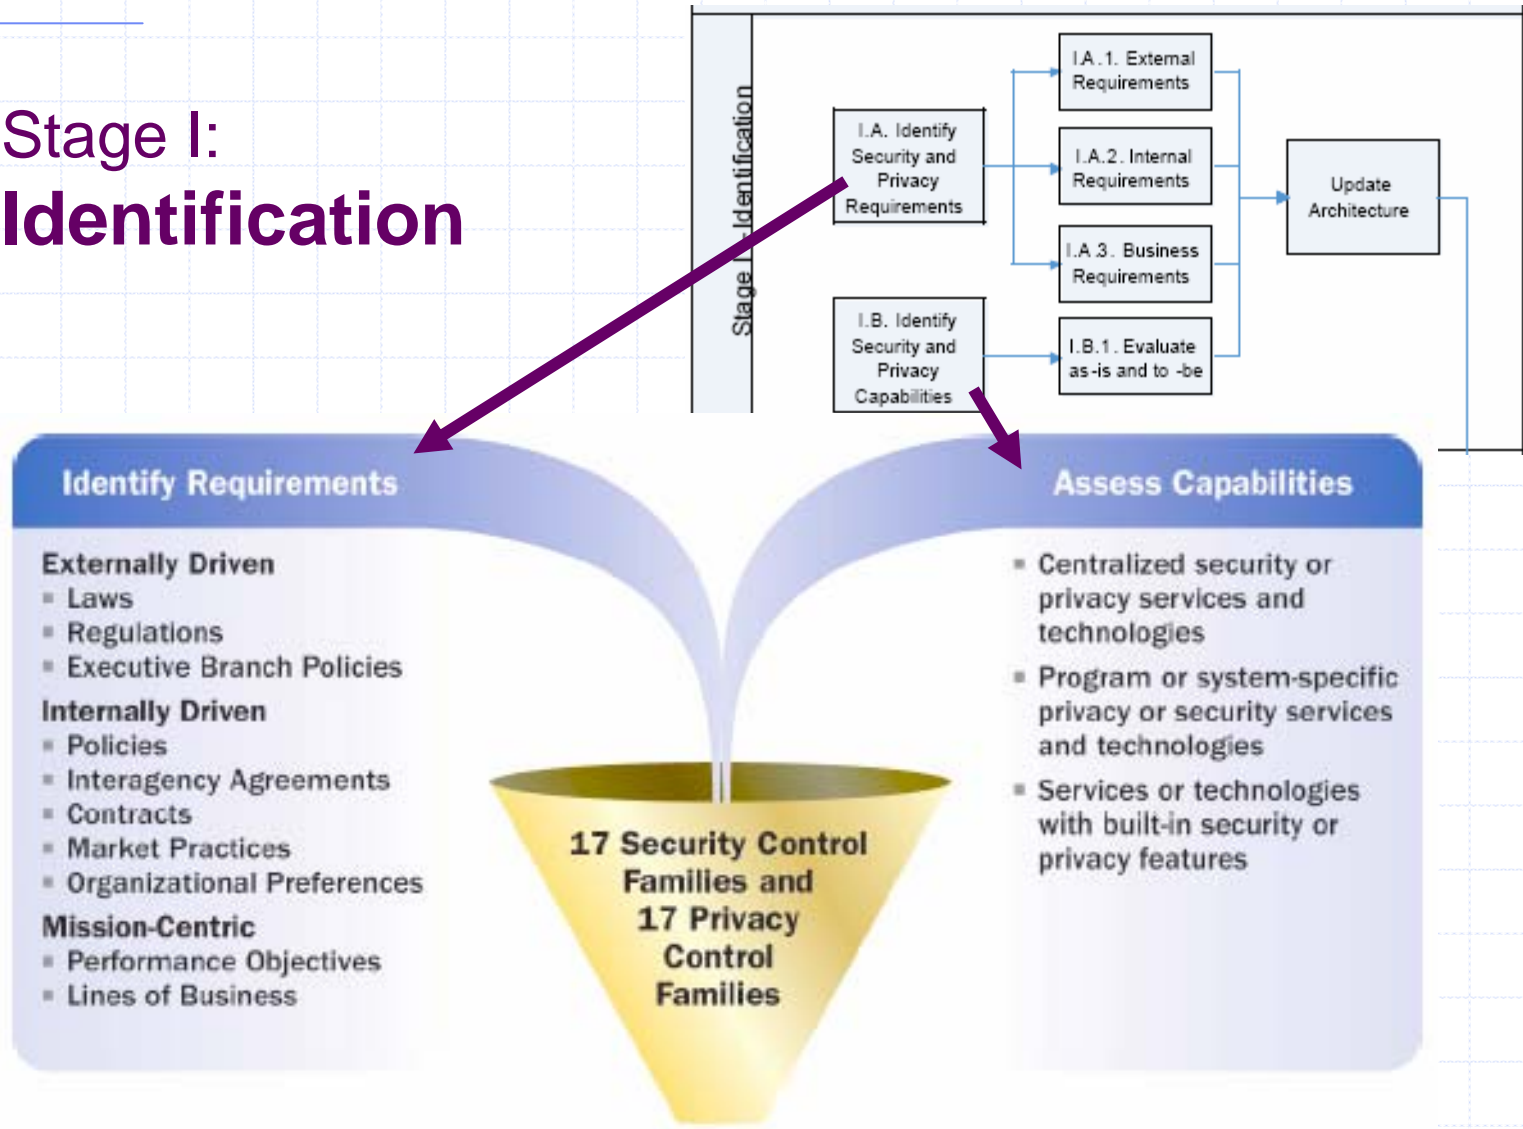 Stage I:
Identification
Stage I - Identification
I.A. Identify
Security and
Privacy
Requirements
I.A.1. External
Requirements
I.A.2. Internal
Requirements
I.A.3. Business
Requirements
Update
Architecture
I.B. Identify
Security and
Privacy
Capabilities
I.B.1. Evaluate
as-is and to -be
Identify Requirements
Externally Driven
Laws
Regulations
Executive Branch Policies
Internally Driven
Policies
Interagency Agreements
Contracts
Market Practices
Organizational Preferences
Mission-Centric
Performance Objectives
Lines of Business
17 Security Control
Families and
17 Privacy
Control
Families
Assess Capabilities
Centralized security or
privacy services and
technologies
Program or system-specific
privacy or security services
and technologies
Services or technologies
with built-in security or
privacy features